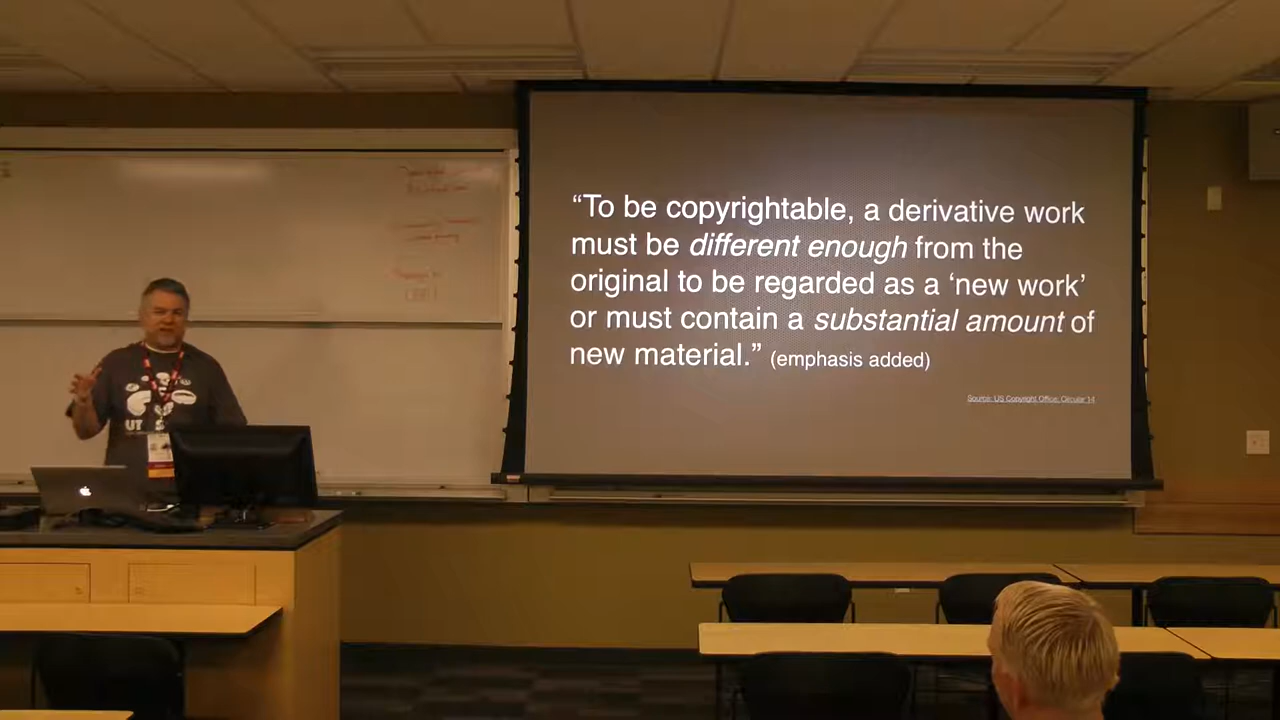 “To be copyrightable, a derivative work
must be different enough from the
original to be regarded as a ‘new work’
or must contain a substantial amount of
new material.” (emphasis added)
Source: US Copyright Office, Circular 14
UT